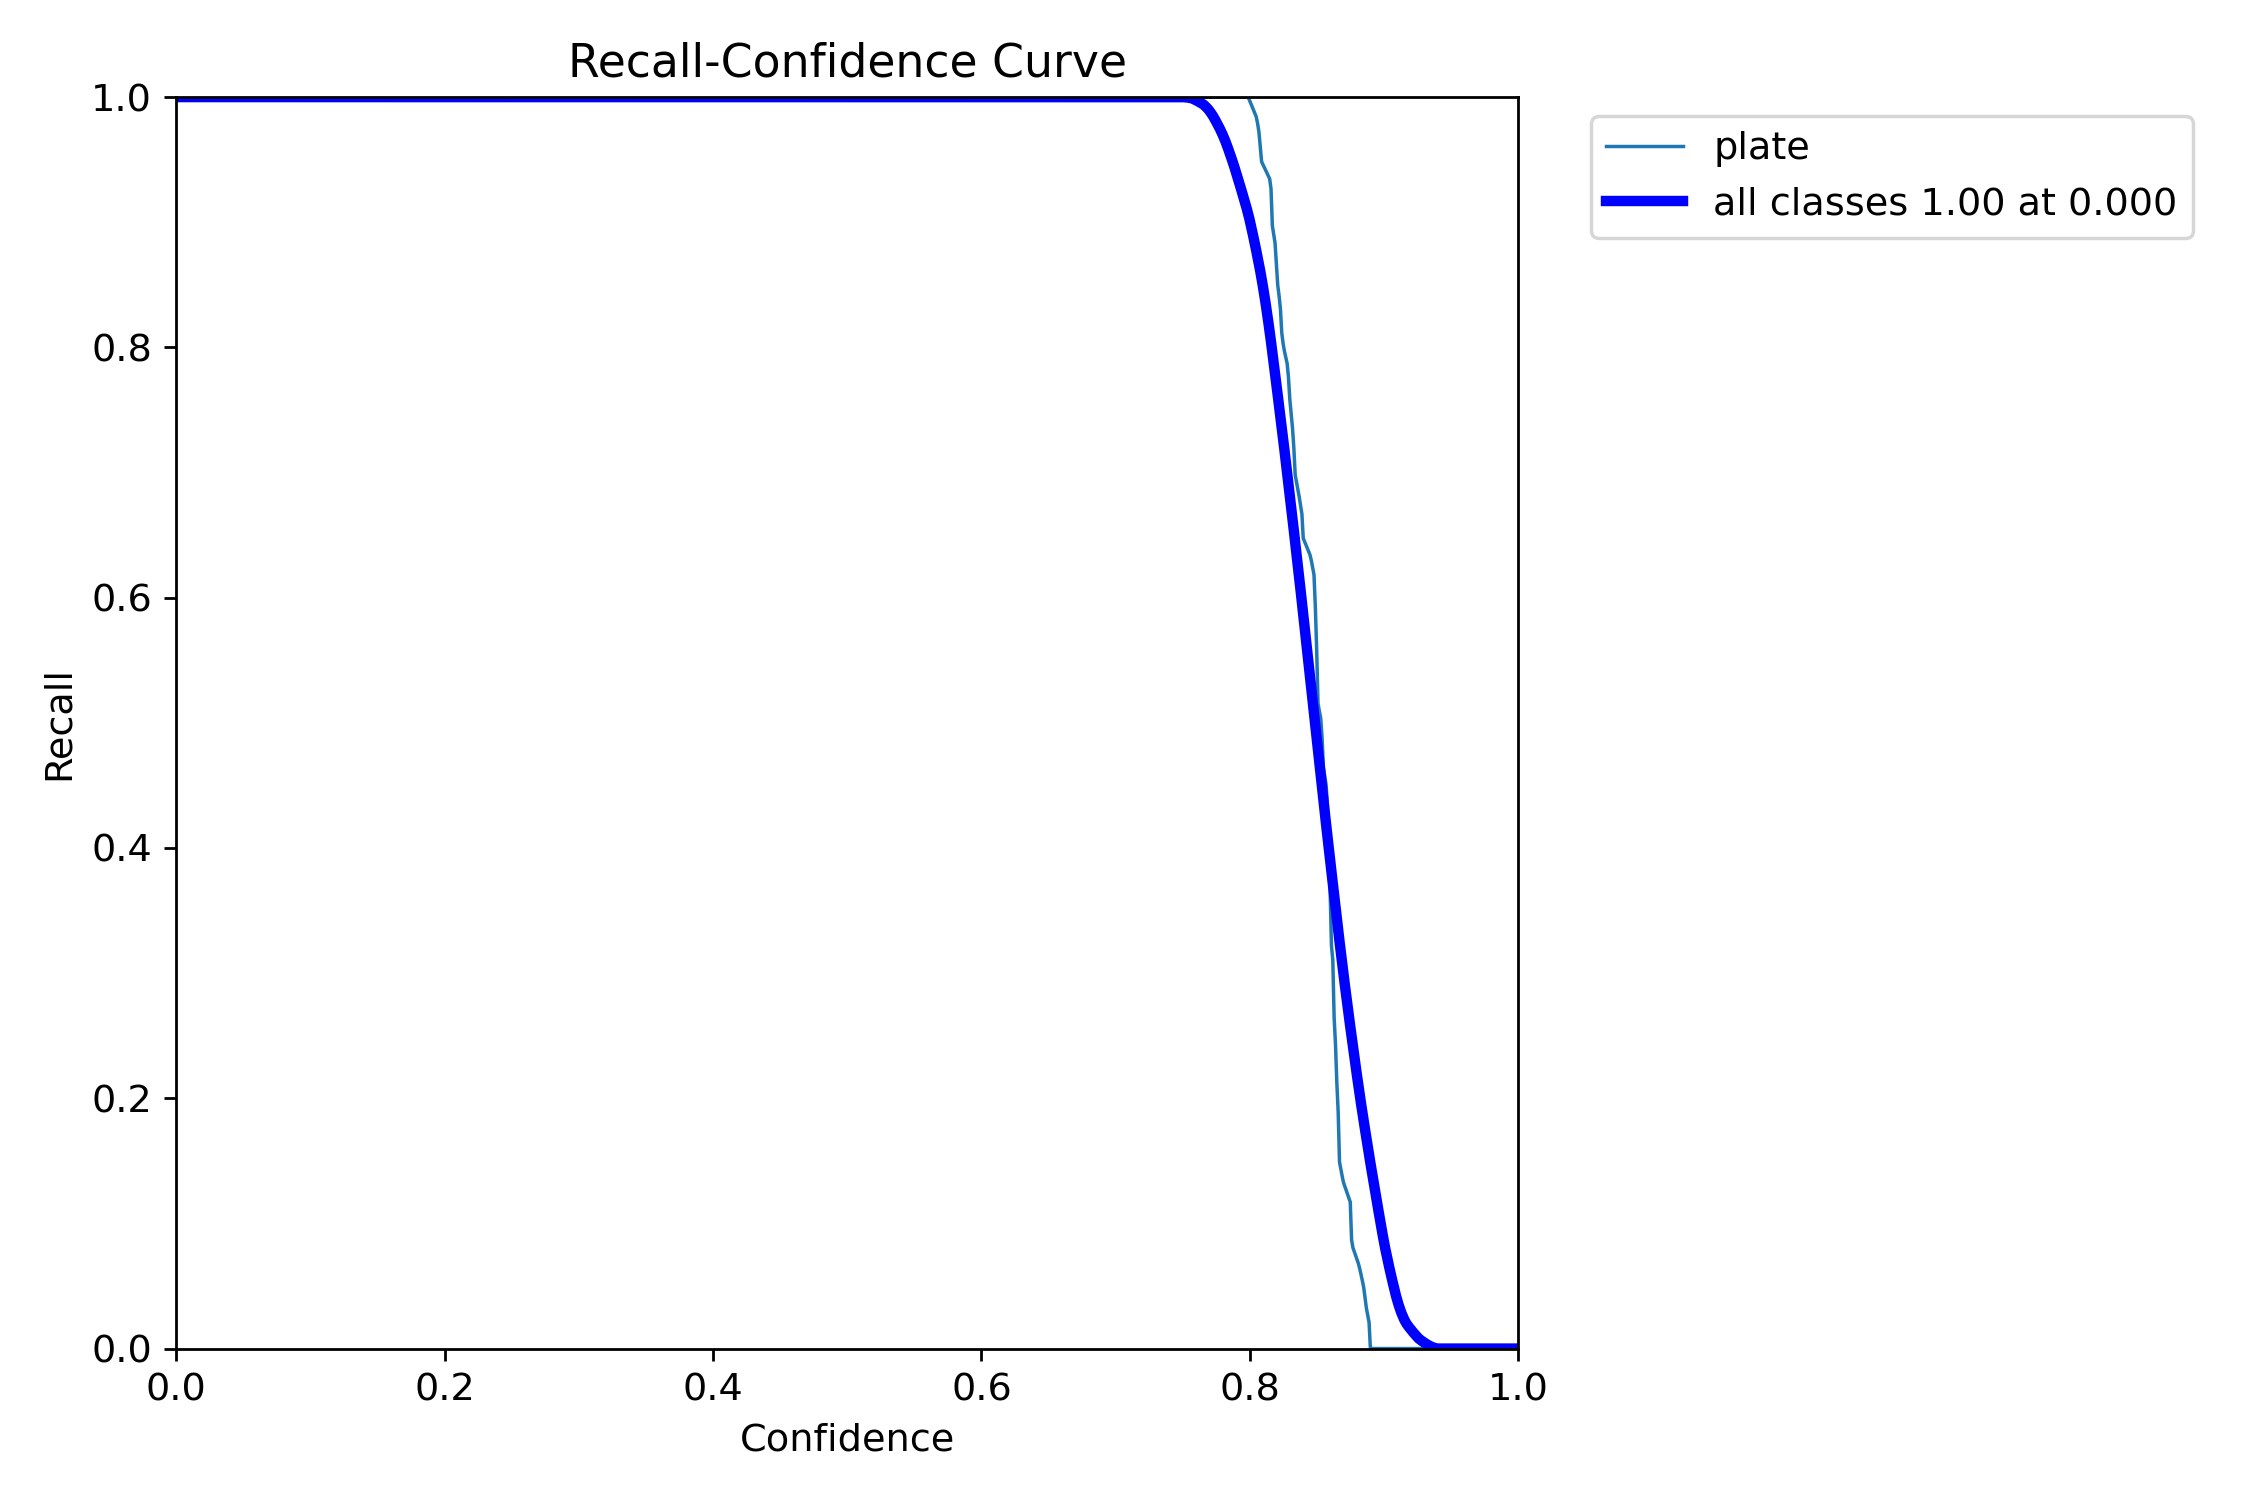 Recall-Confidence Curve
1.0
0.8
0.6
0.4
0.2
0.0
Recall
0.0 0.2 0.4 0.6 0.8 1.0
Confidence
plate
all classes 1.00 at 0.000